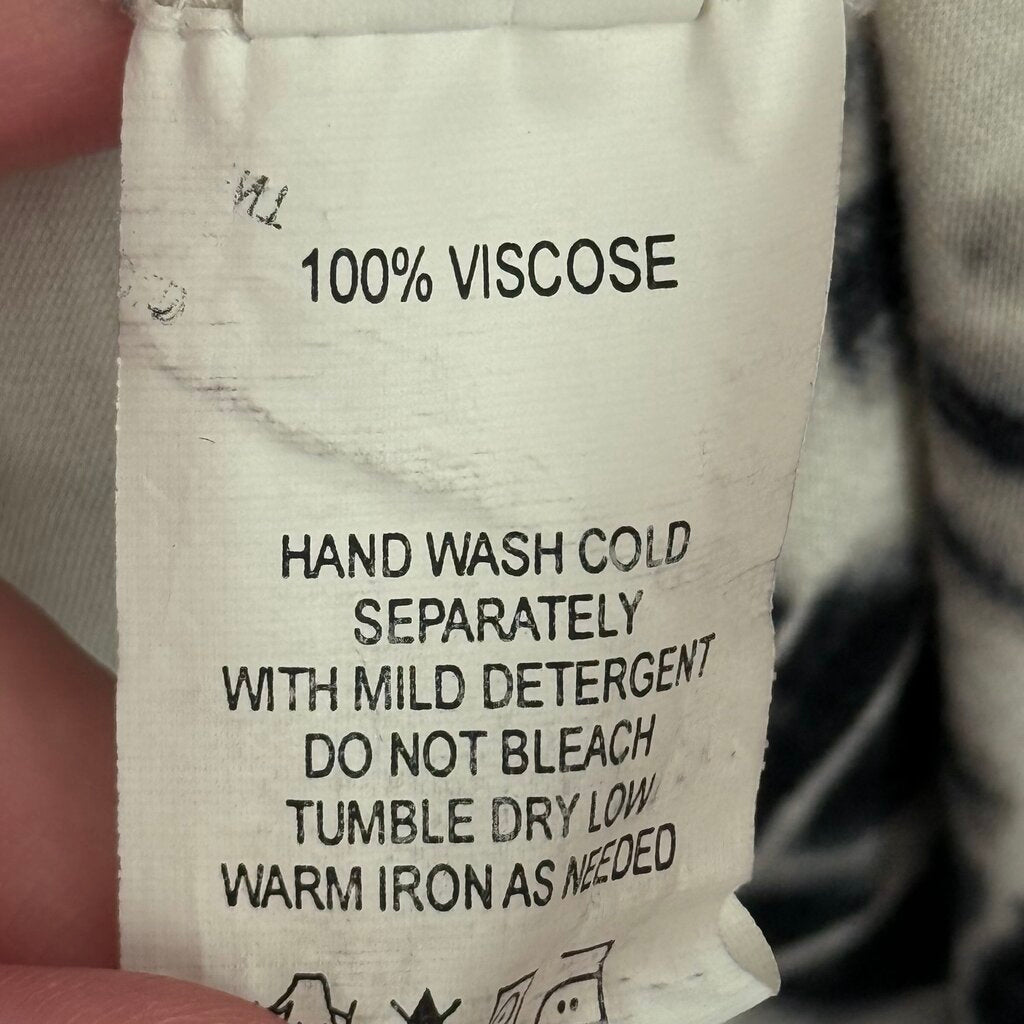 100% VISCOSE
HAND WASH COLD
SEPARATELY
WITH MILD DETERGENT
DO NOT BLEACH
TUMBLE DRY LOW
WARM IRON AS NEEDED